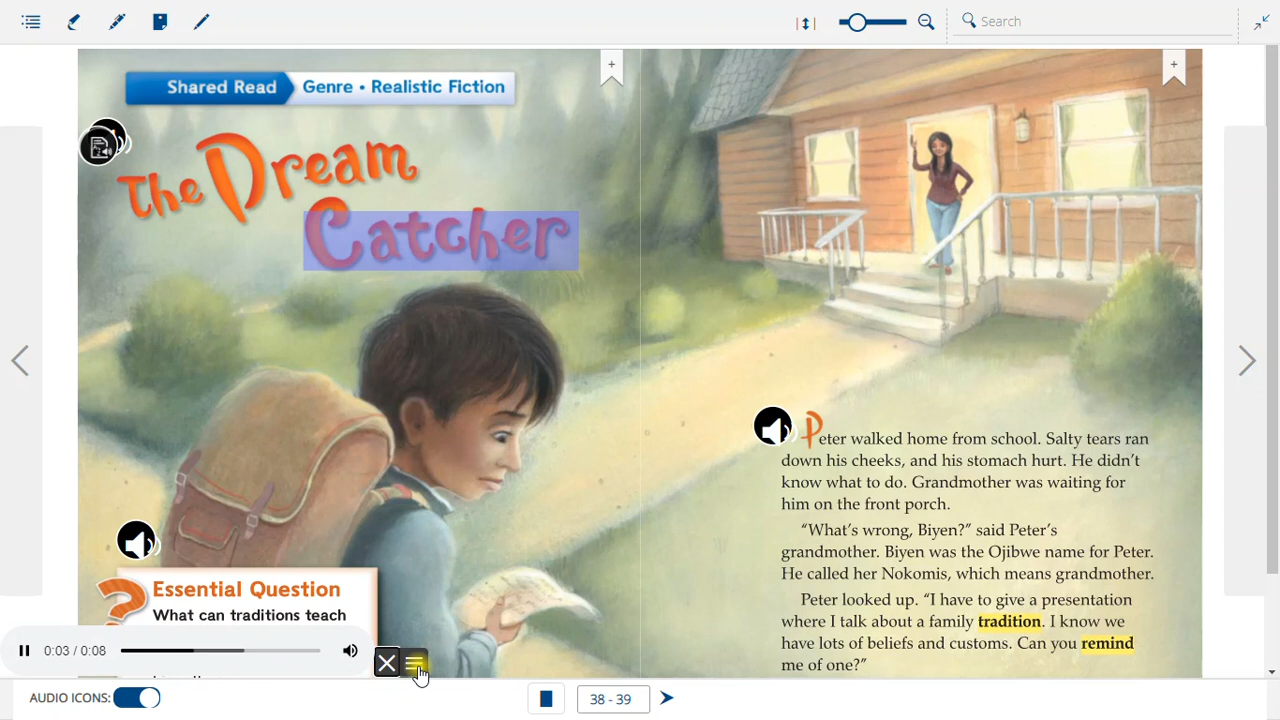 Search
Shared Read Genre • Realistic Fiction
The Dream
Catcher
Peter walked home from school. Salty tears ran
down his cheeks, and his stomach hurt. He didn't
know what to do. Grandmother was waiting for
him on the front porch.
“What's wrong, Biyen?” said Peter's
grandmother. Biyen was the Ojibwe name for Peter.
He called her Nokomis, which means grandmother.
Peter looked up. “I have to give a presentation
where I talk about a family tradition. I know we
have lots of beliefs and customs. Can you remind
me of one?”
? Essential Question
What can traditions teach
0:03 / 0:08
AUDIO ICONS:
38 - 39